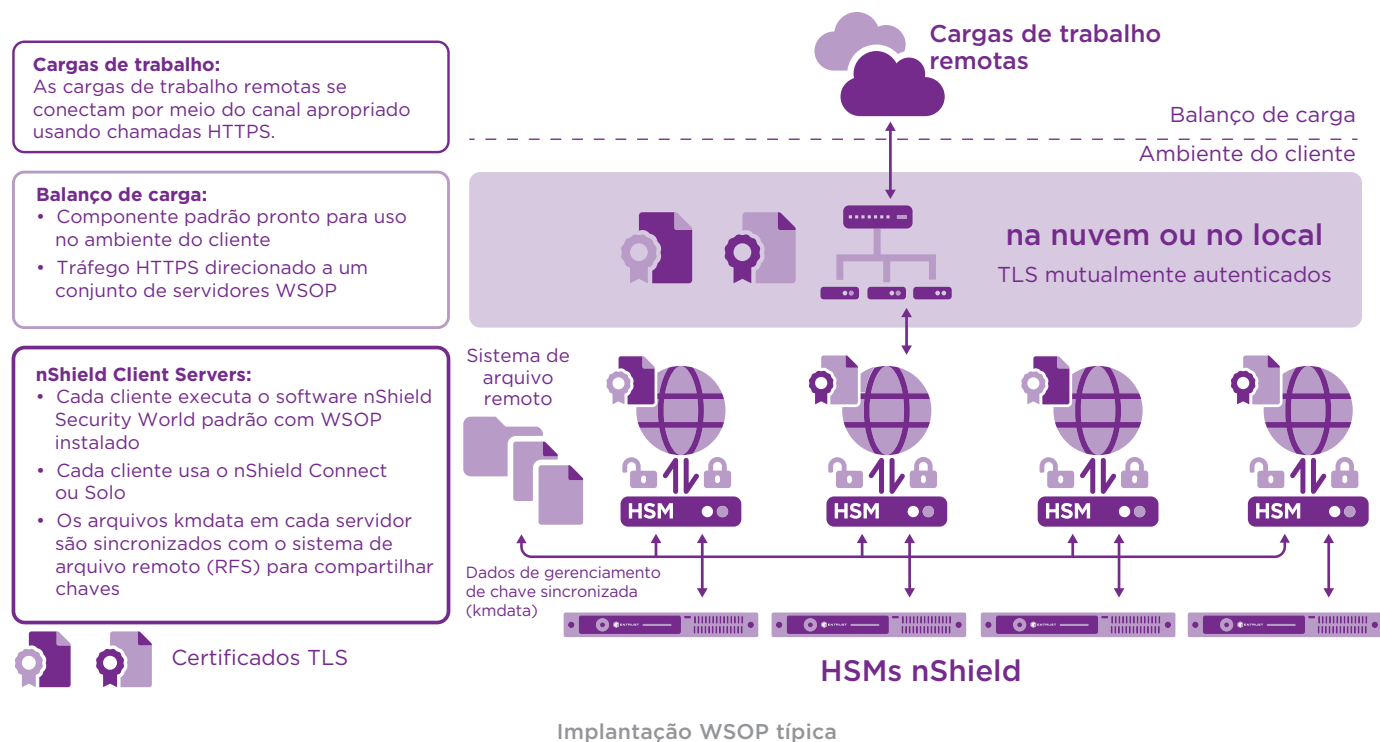 Cargas de trabalho:
As cargas de trabalho remotas se
conectam por meio do canal apropriado
usando chamadas HTTPS.
Balanço de carga:
• Componente padrão pronto para uso
no ambiente do cliente
• Tráfego HTTPS direcionado a um
conjunto de servidores WSOP
nShield Client Servers:
• Cada cliente executa o software nShield
Security World padrão com WSOP
instalado
• Cada cliente usa o nShield Connect
ou Solo
• Os arquivos kmdata em cada servidor
são sincronizados com o sistema de
arquivo remoto (RFS) para compartilhar
chaves
Certificados TLS
Cargas de trabalho
remotas
Balanço de carga
Ambiente do cliente
na nuvem ou no local
TLS mutualmente autenticados
Sistema de
arquivo
remoto
HSM
HSM
HSM
HSM
Dados de gerenciamento
de chave sincronizada
(kmdata)
ENTRUST
ENTRUST
ENTRUST
ENTRUST
HSMs nShield
Implantação WSOP típica